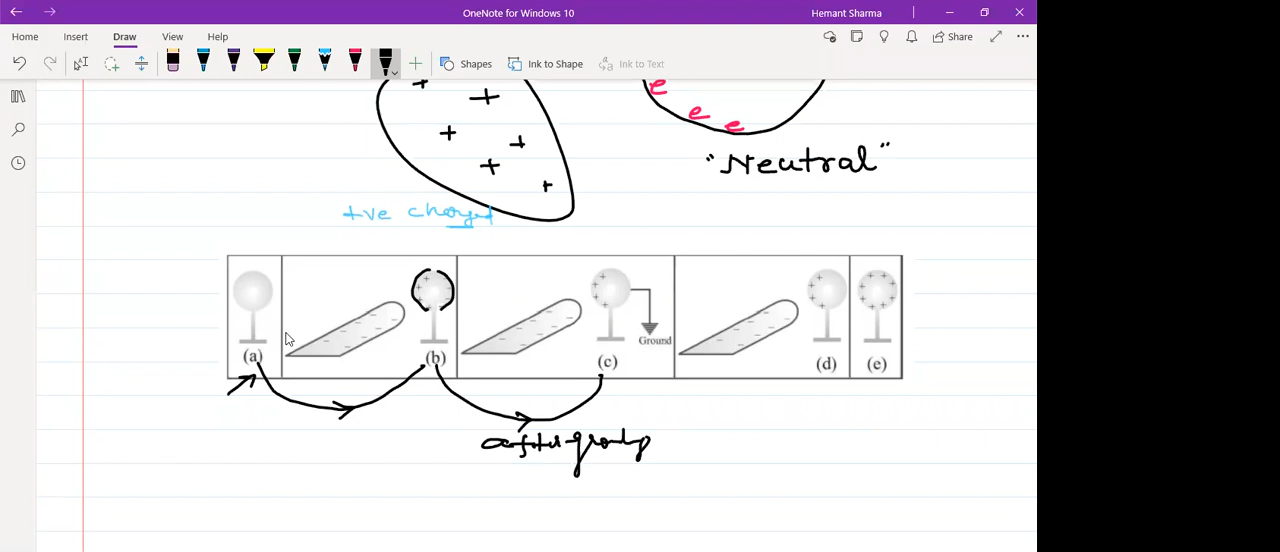 OneNote for Windows 10
Hemant Sharma
Home Insert Draw View Help
Share
Shapes
Ink to Shape
Ink to Text
e
e
e
"Neutral"
+ve charged
Ground
(a) (b) (c) (d) (e)
after